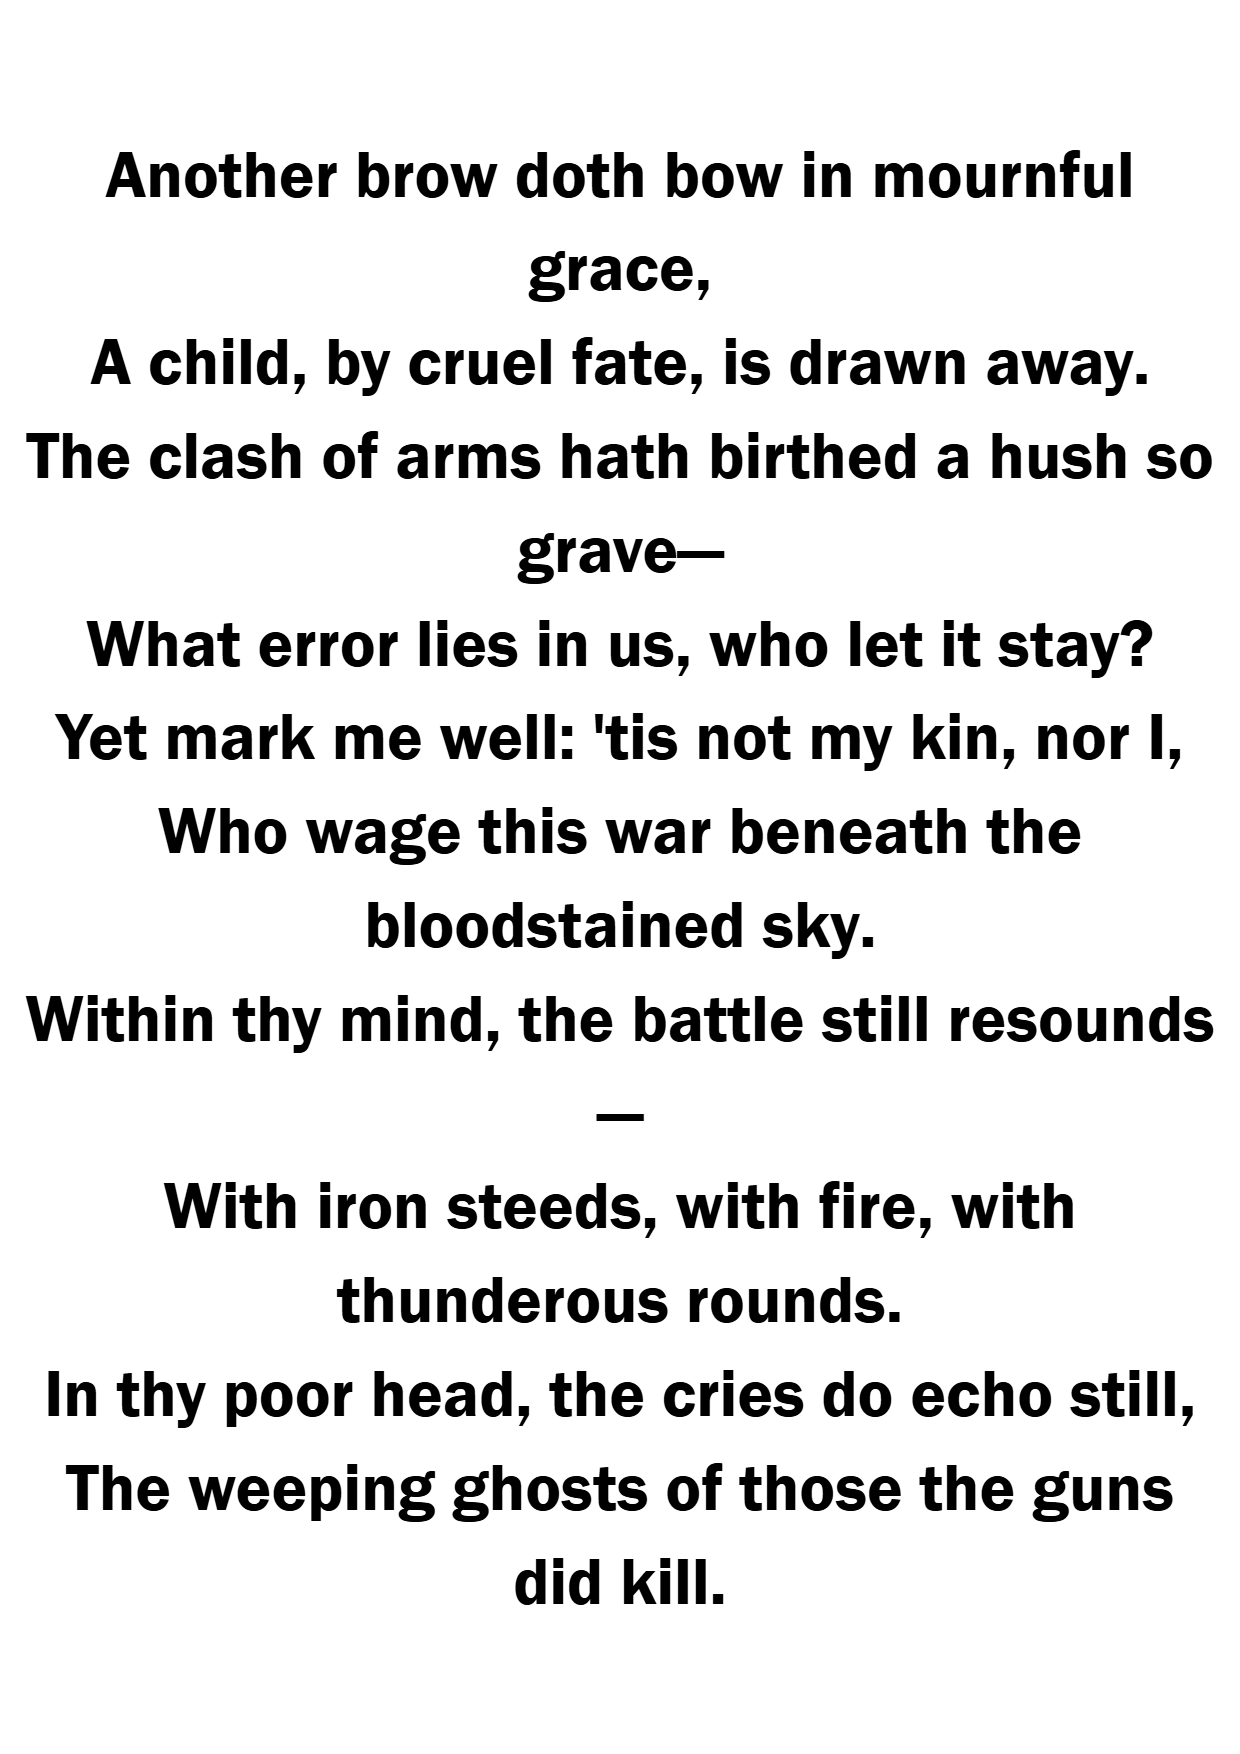 Another brow doth bow in mournful
grace,
A child, by cruel fate, is drawn away.
The clash of arms hath birthed a hush so
grave—
What error lies in us, who let it stay?
Yet mark me well: 'tis not my kin, nor I,
Who wage this war beneath the
bloodstained sky.
Within thy mind, the battle still resounds
—
With iron steeds, with fire, with
thunderous rounds.
In thy poor head, the cries do echo still,
The weeping ghosts of those the guns
did kill.